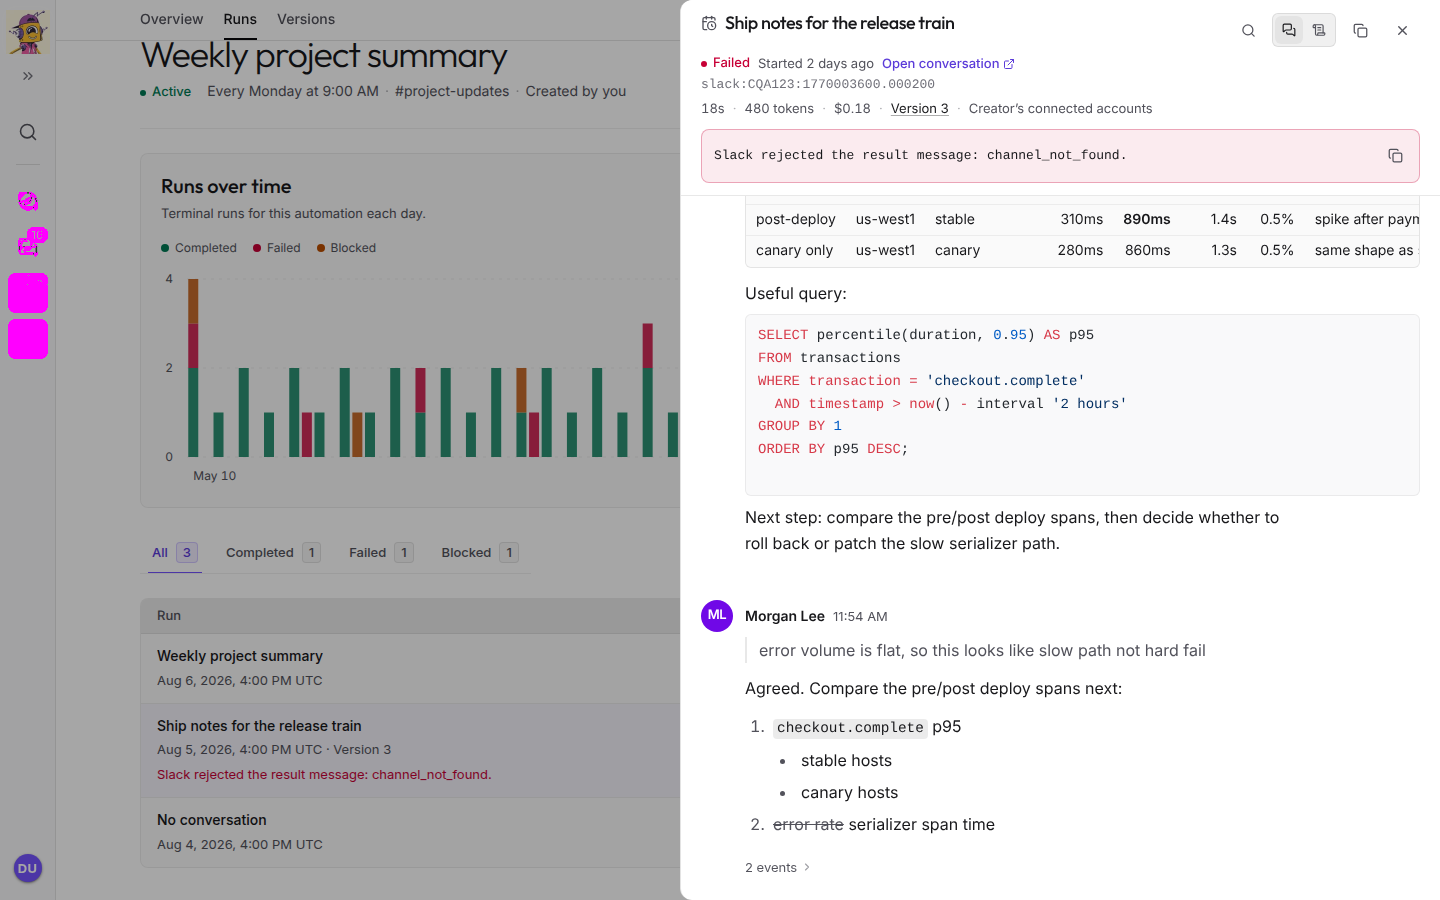 Overview Runs Versions
Weekly project summary
Active Every Monday at 9:00 AM · #project-updates · Created by you
Runs over time
Terminal runs for this automation each day.
Completed Failed Blocked
4
2
0
May 10
All 3 Completed 1 Failed 1 Blocked 1
Run
Weekly project summary
Aug 6, 2026, 4:00 PM UTC
Ship notes for the release train
Aug 5, 2026, 4:00 PM UTC · Version 3
Slack rejected the result message: channel_not_found.
No conversation
Aug 4, 2026, 4:00 PM UTC
DU
Ship notes for the release train
Failed Started 2 days ago Open conversation
slack:CQA123:1770003600.000200
18s · 480 tokens · $0.18 · Version 3 · Creator’s connected accounts
Slack rejected the result message: channel_not_found.
post-deploy us-west1 stable 310ms 890ms 1.4s 0.5% spike after paym
canary only us-west1 canary 280ms 860ms 1.3s 0.5% same shape as
Useful query:
SELECT percentile(duration, 0.95) AS p95
FROM transactions
WHERE transaction = 'checkout.complete'
AND timestamp > now() - interval '2 hours'
GROUP BY 1
ORDER BY p95 DESC;
Next step: compare the pre/post deploy spans, then decide whether to
roll back or patch the slow serializer path.
ML Morgan Lee 11:54 AM
error volume is flat, so this looks like slow path not hard fail
Agreed. Compare the pre/post deploy spans next:
1. checkout.complete p95
• stable hosts
• canary hosts
2. error rate serializer span time
2 events